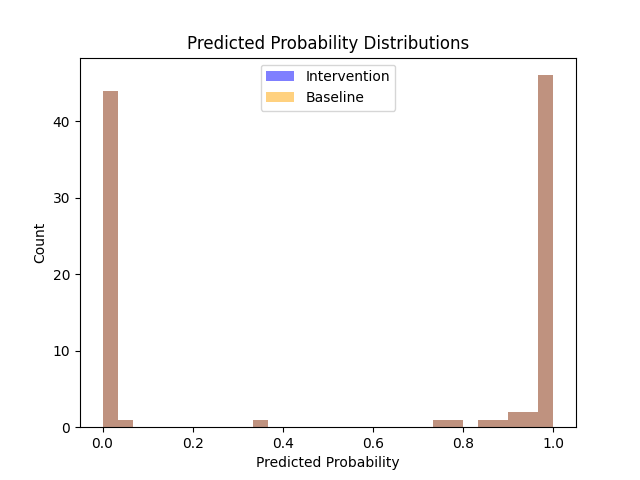 Predicted Probability Distributions
Intervention
Baseline
Count
40
30
20
10
0
0.0 0.2 0.4 0.6 0.8 1.0
Predicted Probability